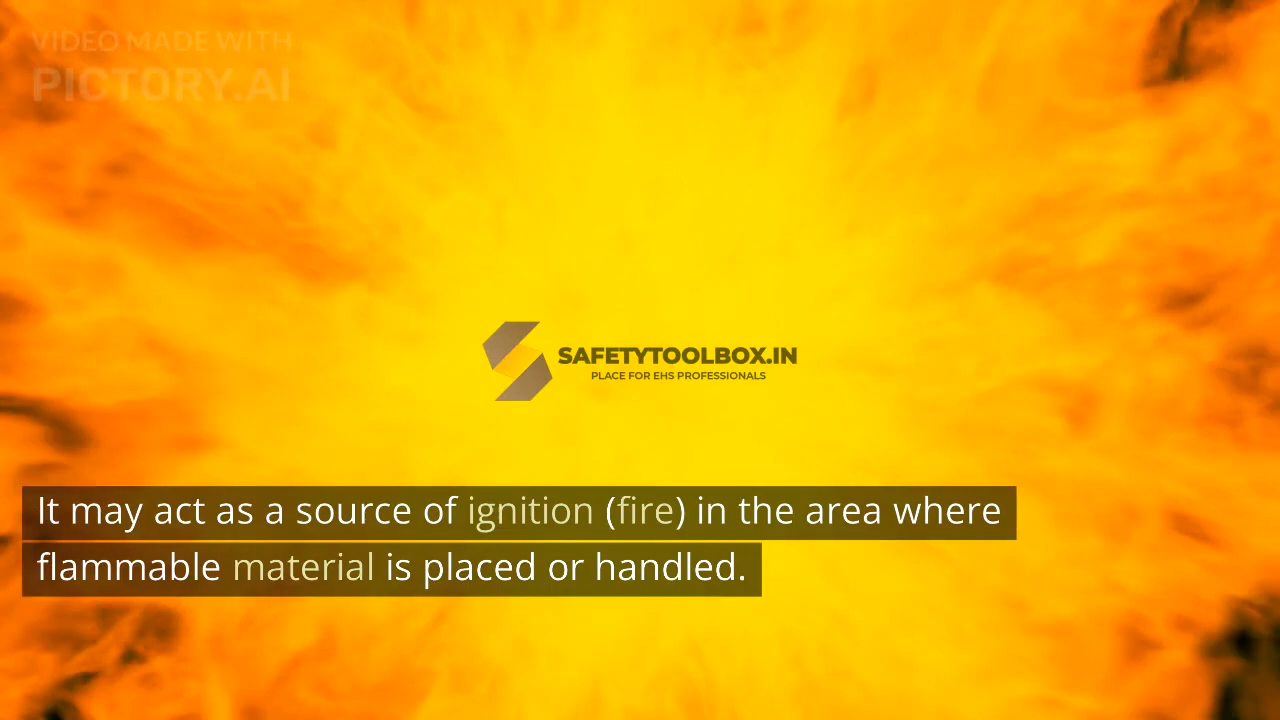 VIDEO MADE WITH
PICTORY.AI
SAFETYTOOLBOX.IN
PLACE FOR EHS PROFESSIONALS
It may act as a source of ignition (fire) in the area where
flammable material is placed or handled.